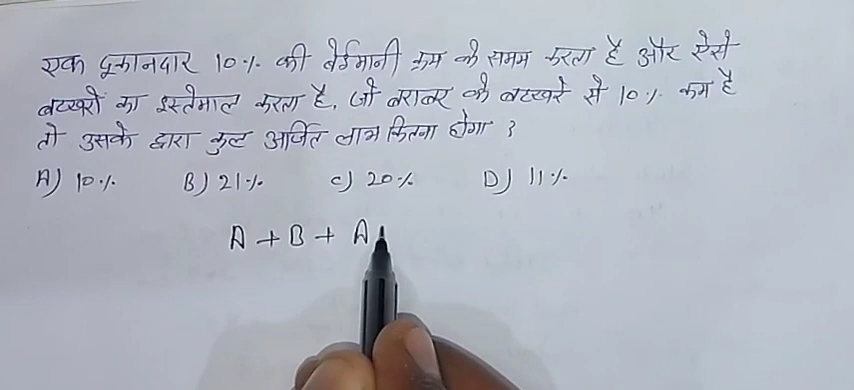 एक दूकानदार 10% की बेईमानी क्रय के समय करता है और ऐसे
बटखरों का इस्तेमाल करता है, जो बराबर के बटखरे से 10% कम है
तो उसके द्वारा कुल अर्जित लाभ कितना होगा ?
A) 10% B) 21% C) 20% D) 11%
A + B + A